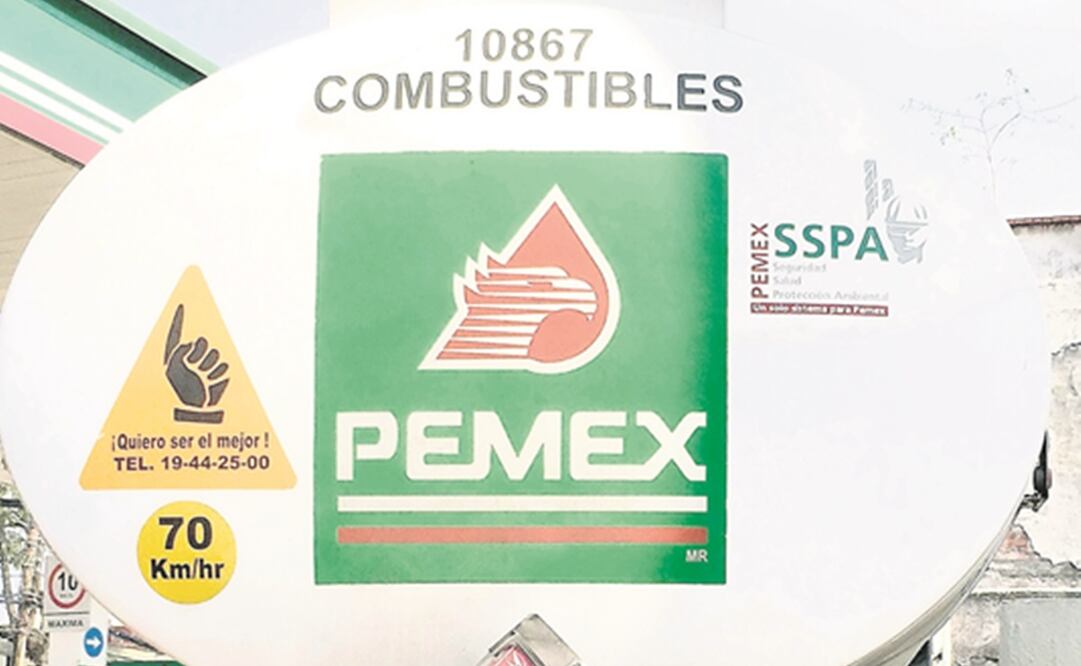 10867
COMBUSTIBLES
PEMEX
SSPA
Seguridad
Salud
Protección Ambiental
Un solo sistema para Pemex
¡Quiero ser el mejor !
TEL. 19-44-25-00
PEMEX
MR
70
Km/hr
10
MAXIMA